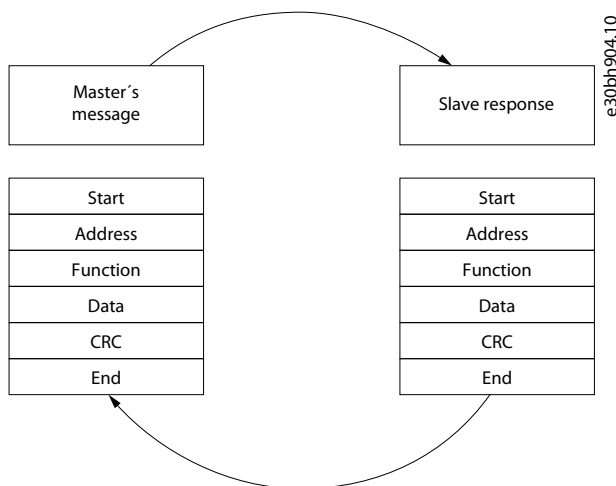 Master´s
message
Slave response
e30bh904.10
Start
Address
Function
Data
CRC
End
Start
Address
Function
Data
CRC
End